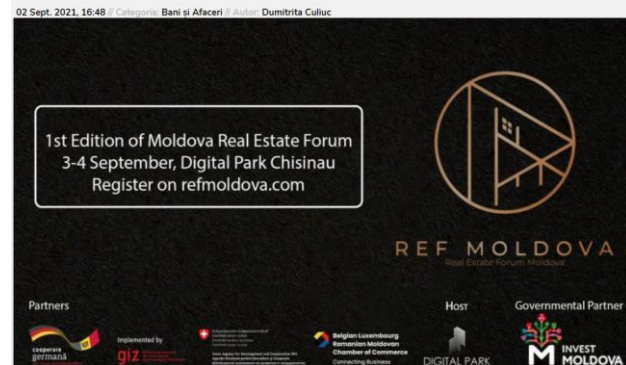 02 Sept. 2021, 16:48 // Categoria: Bani și Afaceri // Autor: Dumitrita Culiuc
1st Edition of Moldova Real Estate Forum
3-4 September, Digital Park Chisinau
Register on refmoldova.com
REF MOLDOVA
Real Estate Forum Moldova
Partners
Host
Governmental Partner
cooperare
germană
Implemented by
giz
Belgian Luxembourg
Romanian Moldovan
Chamber of Commerce
Connecting Business
DIGITAL PARK
INVEST
MOLDOVA